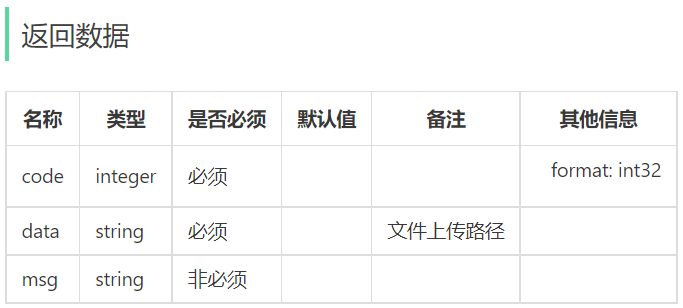 返回数据
名称 类型 是否必须 默认值 备注 其他信息
code integer 必须 format: int32
data string 必须 文件上传路径
msg string 非必须